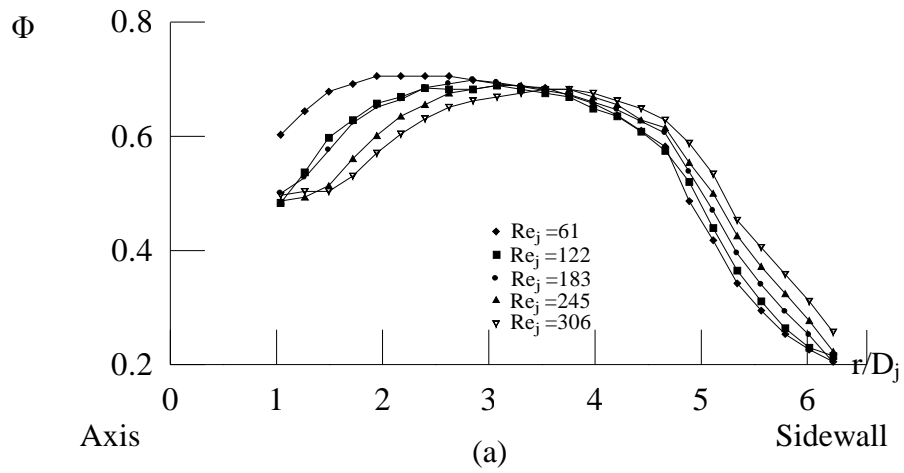 Φ
0.8
0.6
0.4
0.2
Re_j =61
Re_j =122
Re_j =183
Re_j =245
Re_j =306
r/D_j
0 1 2 3 4 5 6
Axis Sidewall
(a)